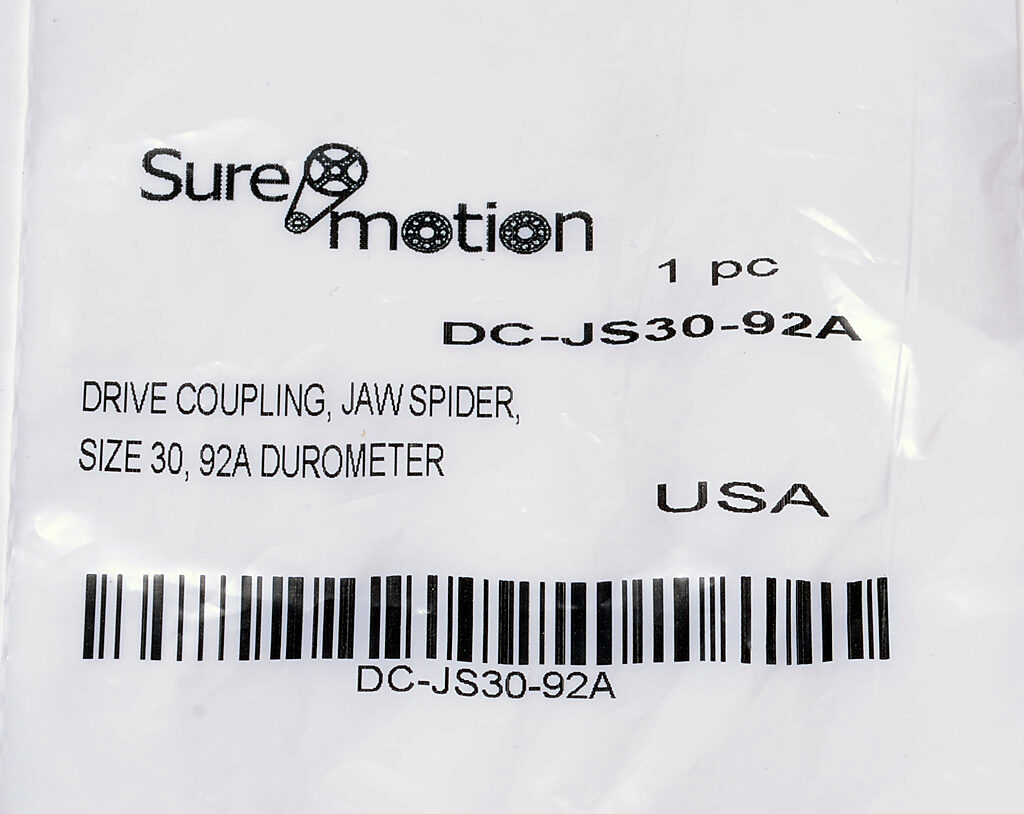 Sure
motion
1 pc
DC-JS30-92A
DRIVE COUPLING, JAW SPIDER,
SIZE 30, 92A DUROMETER
USA
DC-JS30-92A